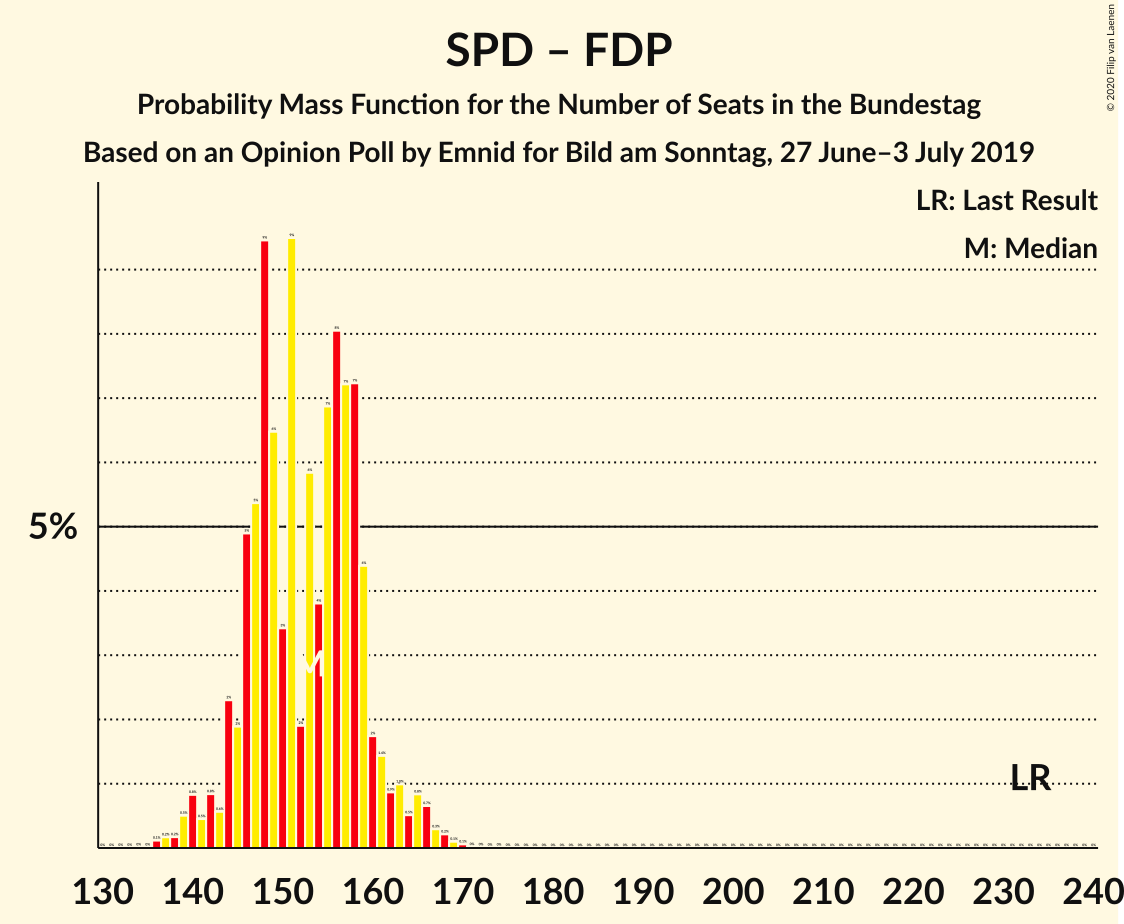 SPD – FDP
Probability Mass Function for the Number of Seats in the Bundestag
Based on an Opinion Poll by Emnid for Bild am Sonntag, 27 June–3 July 2019
© 2020 Filip van Laenen
LR: Last Result
M: Median
5%
M
LR
130 140 150 160 170 180 190 200 210 220 230 240